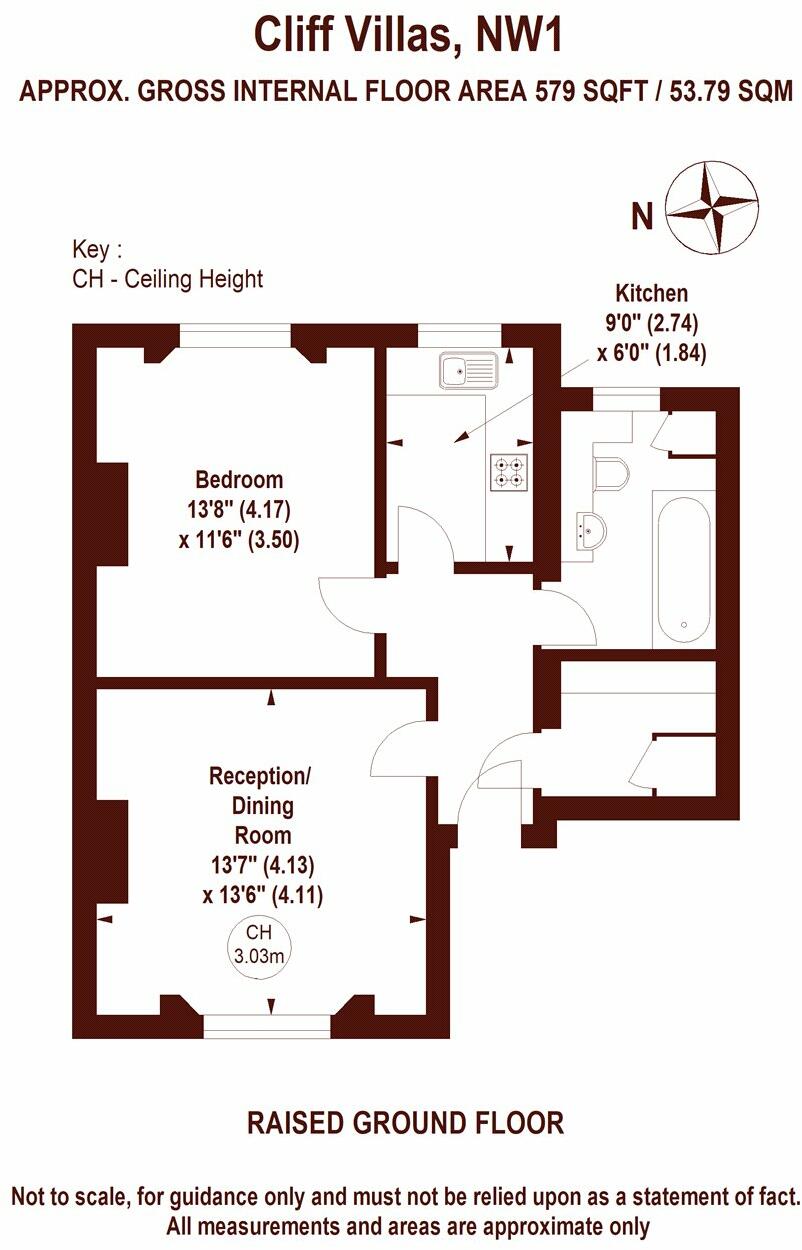 Cliff Villas, NW1
APPROX. GROSS INTERNAL FLOOR AREA 579 SQFT / 53.79 SQM
N
Key :
CH - Ceiling Height
Kitchen
9'0" (2.74)
x 6'0" (1.84)
Bedroom
13'8" (4.17)
x 11'6" (3.50)
Reception/
Dining
Room
13'7" (4.13)
x 13'6" (4.11)
CH
3.03m
RAISED GROUND FLOOR
Not to scale, for guidance only and must not be relied upon as a statement of fact.
All measurements and areas are approximate only